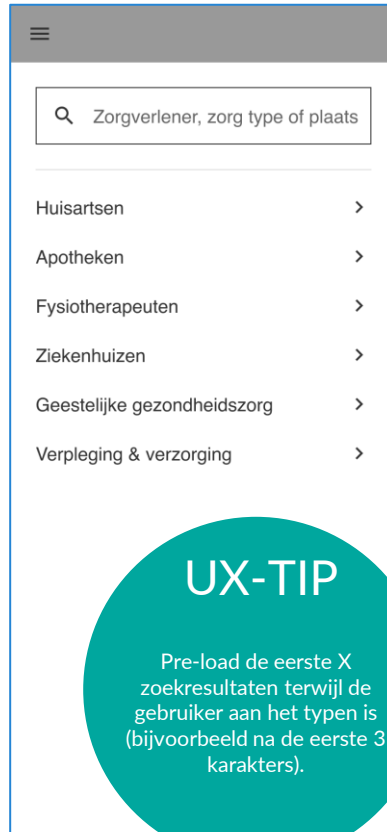 Zorgverlener, zorg type of plaats
Huisartsen
Apotheken
Fysiotherapeuten
Ziekenhuizen
Geestelijke gezondheidszorg
Verpleging & verzorging
UX-TIP
Pre-load de eerste X
zoekresultaten terwijl de
gebruiker aan het typen is
(bijvoorbeeld na de eerste 3
karakters).